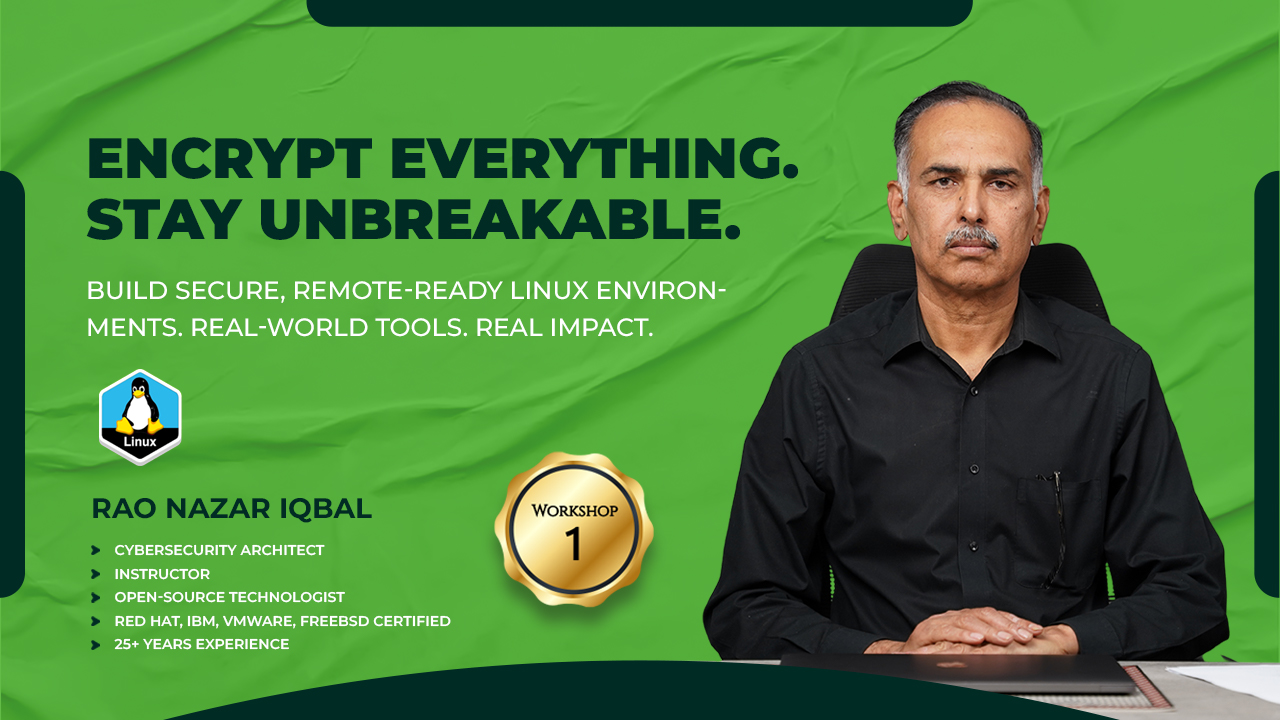 ENCRYPT EVERYTHING.
STAY UNBREAKABLE.
BUILD SECURE, REMOTE-READY LINUX ENVIRON-
MENTS. REAL-WORLD TOOLS. REAL IMPACT.
Linux
RAO NAZAR IQBAL
CYBERSECURITY ARCHITECT
INSTRUCTOR
OPEN-SOURCE TECHNOLOGIST
RED HAT, IBM, VMWARE, FREEBSD CERTIFIED
25+ YEARS EXPERIENCE
WORKSHOP
1